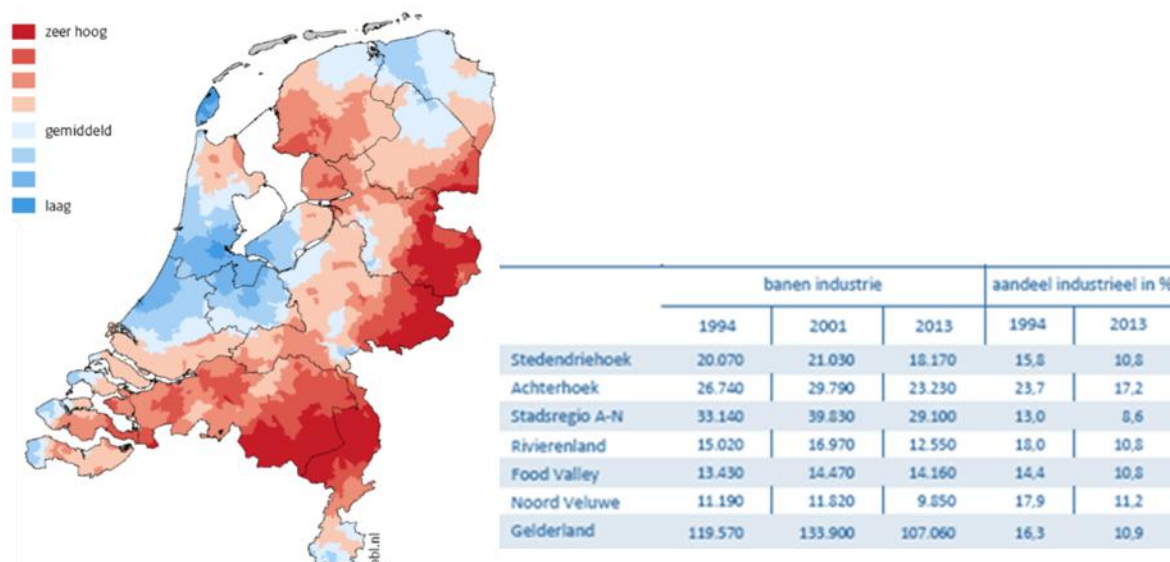 zeer hoog
gemiddeld
laag
pbl.nl
banen industrie aandeel industrieel in %
1994 2001 2013 1994 2013
Stedendriehoek 20.070 21.030 18.170 15,8 10,8
Achterhoek 26.740 29.790 23.230 23,7 17,2
Stadsregio A-N 33.140 39.830 29.100 13,0 8,6
Rivierenland 15.020 16.970 12.550 18,0 10,8
Food Valley 13.430 14.470 14.160 14,4 10,8
Noord Veluwe 11.190 11.820 9.850 17,9 11,2
Gelderland 119.570 133.900 107.060 16,3 10,9